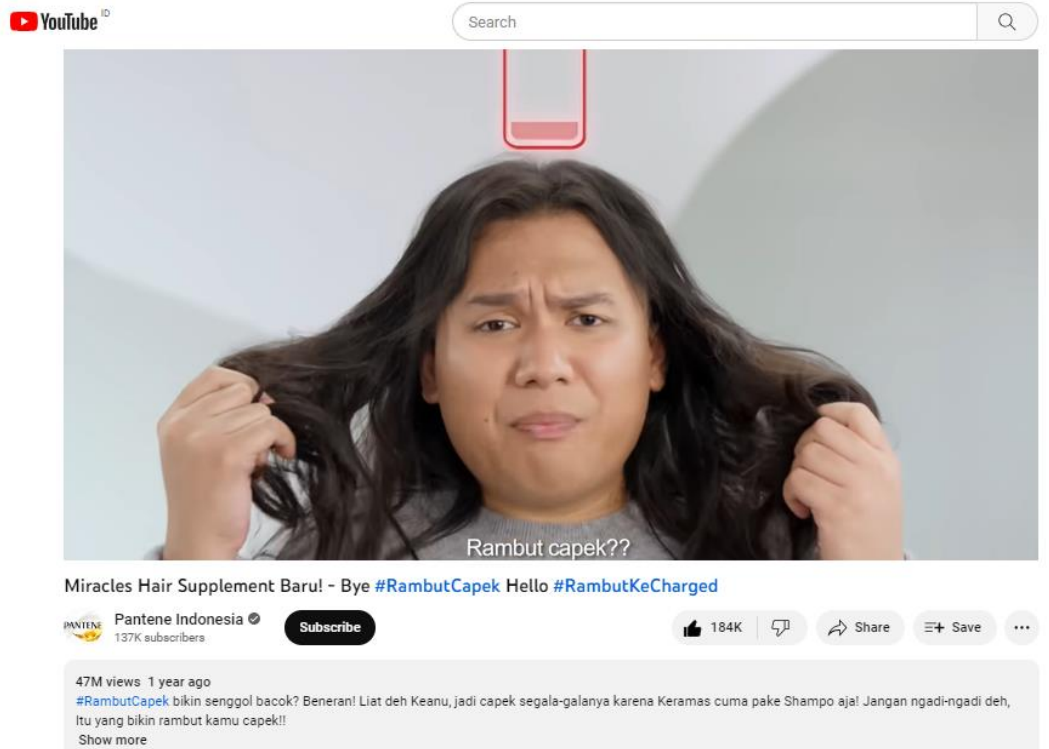 YouTube ID
Search
Rambut capek??
Miracles Hair Supplement Baru! - Bye #RambutCapek Hello #RambutKeCharged
PANTENE
Pantene Indonesia
137K subscribers
Subscribe
184K
Share
Save
47M views 1 year ago
#RambutCapek bikin senggol bacok? Beneran! Liat deh Keanu, jadi capek segala-galanya karena Keramas cuma pake Shampo aja! Jangan ngadi-ngadi deh,
Itu yang bikin rambut kamu capek!!
Show more